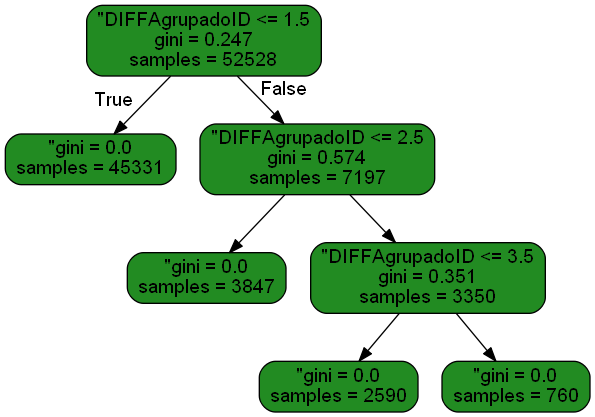 "DIFFAgrupadoID <= 1.5
gini = 0.247
samples = 52528
True
False
"gini = 0.0
samples = 45331
"DIFFAgrupadoID <= 2.5
gini = 0.574
samples = 7197
"gini = 0.0
samples = 3847
"DIFFAgrupadoID <= 3.5
gini = 0.351
samples = 3350
"gini = 0.0
samples = 2590
"gini = 0.0
samples = 760